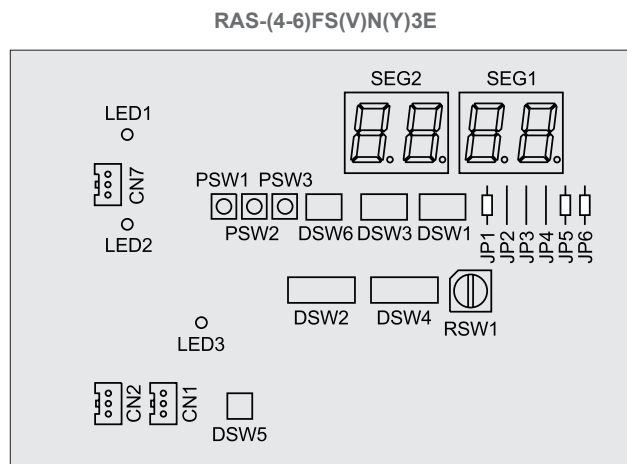 RAS-(4-6)FS(V)N(Y)3E
SEG2 SEG1
LED1
CN7
PSW1 PSW3
PSW2 DSW6 DSW3 DSW1
JP1 JP2 JP3 JP4 JP5 JP6
LED2
DSW2 DSW4 RSW1
LED3
CN2 CN1
DSW5